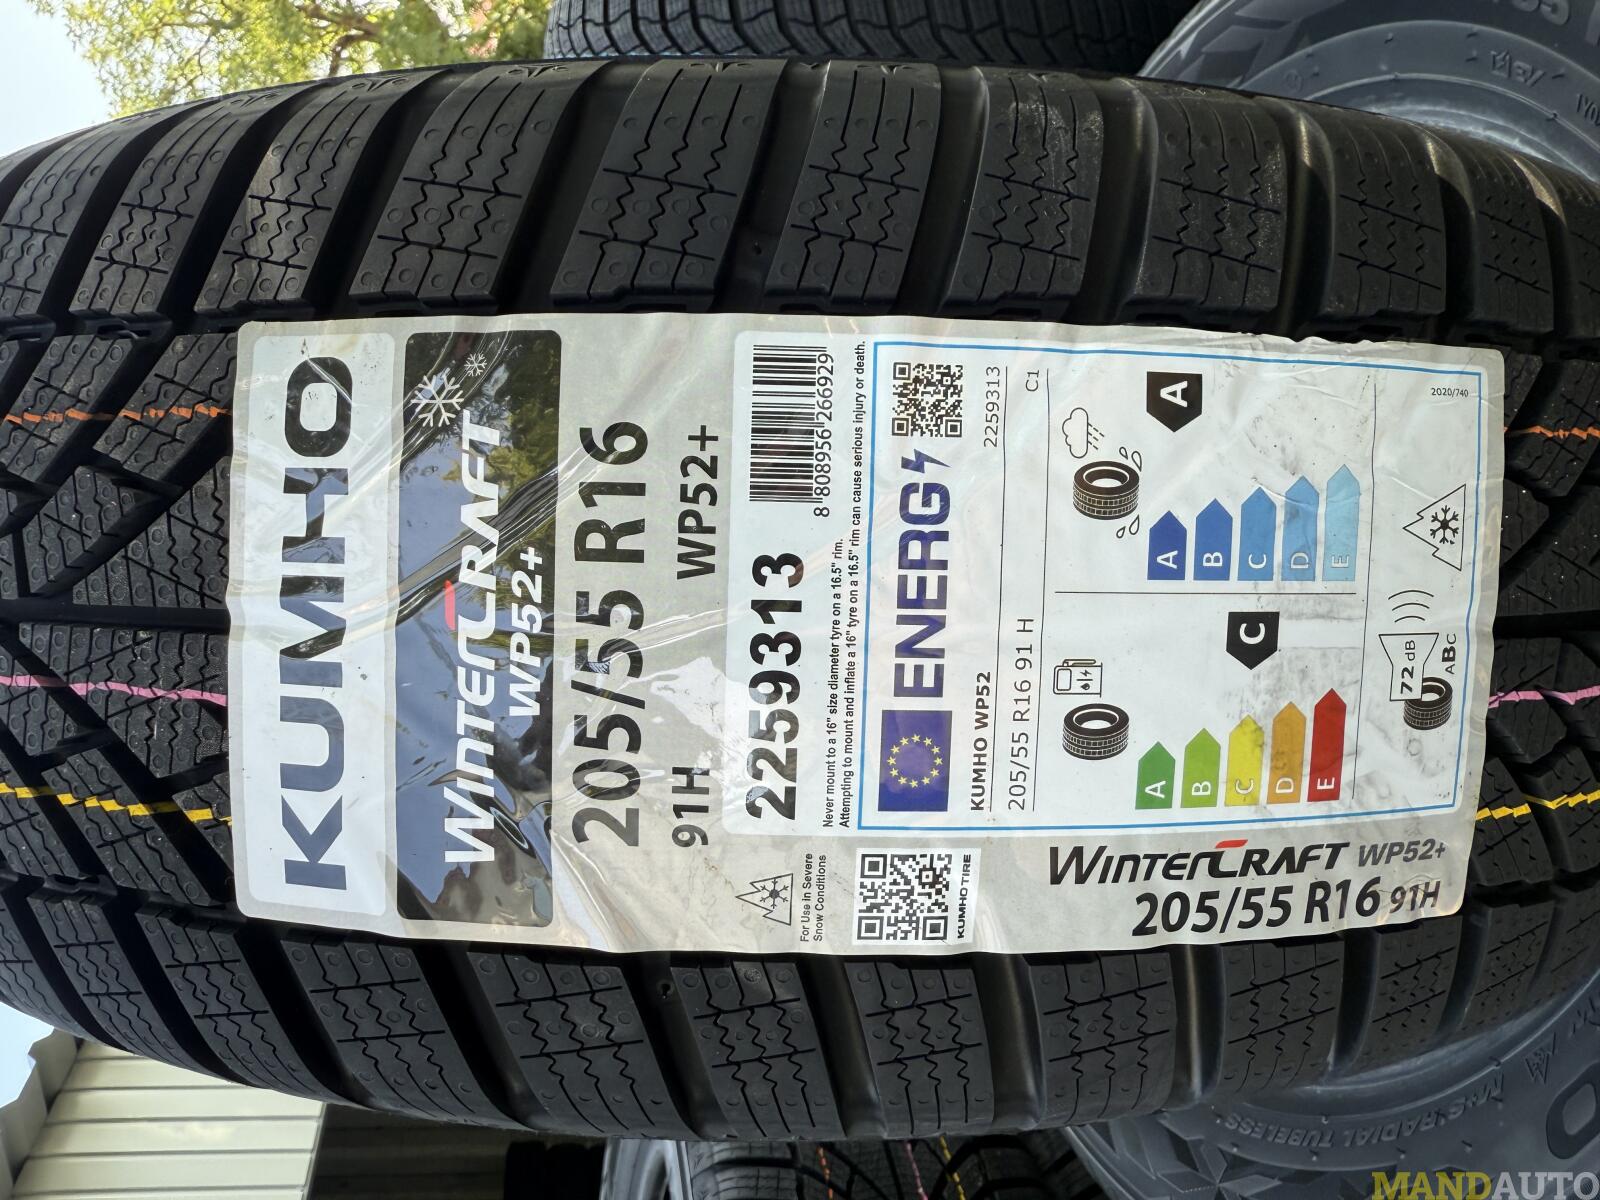 KUMHO
WINTERCRAFT
WP52+
205/55 R16
91H WP52+
2259313
8 808956 266929
Never mount to a 16" size diameter tyre on a 16.5" rim.
Attempting to mount and inflate a 16" tyre on a 16.5" rim can cause serious injury or death.
For Use in Severe
Snow Conditions
KUMHOTIRE
ENERG
KUMHO WP52 2259313
205/55 R16 91 H C1
A
B
C
D
E
C
A
B
C
D
E
A
72 dB
ABC
2020/740
WINTERCRAFT WP52+
205/55 R16 91H
M+S RADIAL TUBELESS
MANDAUTO